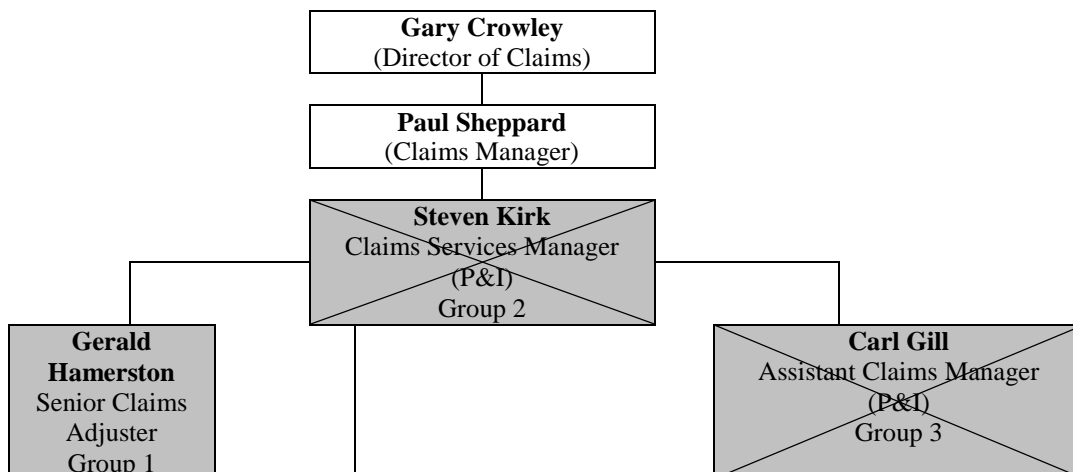 Gary Crowley
(Director of Claims)
Paul Sheppard
(Claims Manager)
Steven Kirk
Claims Services Manager
(P&I)
Group 2
Gerald
Hamerston
Senior Claims
Adjuster
Group 1
Carl Gill
Assistant Claims Manager
(P&I)
Group 3